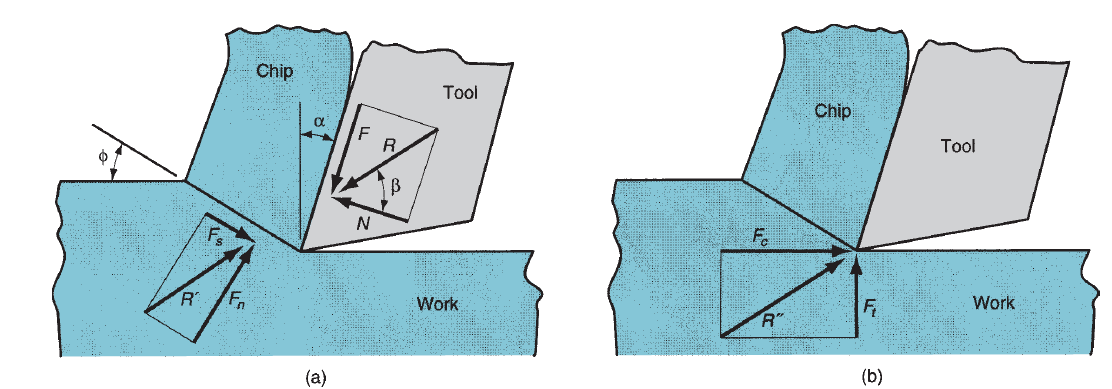 Chip
Tool
α
F
R
ϕ
β
N
Fs
R′
Fn
Work
(a)
Chip
Tool
Fc
R″
Ft
Work
(b)